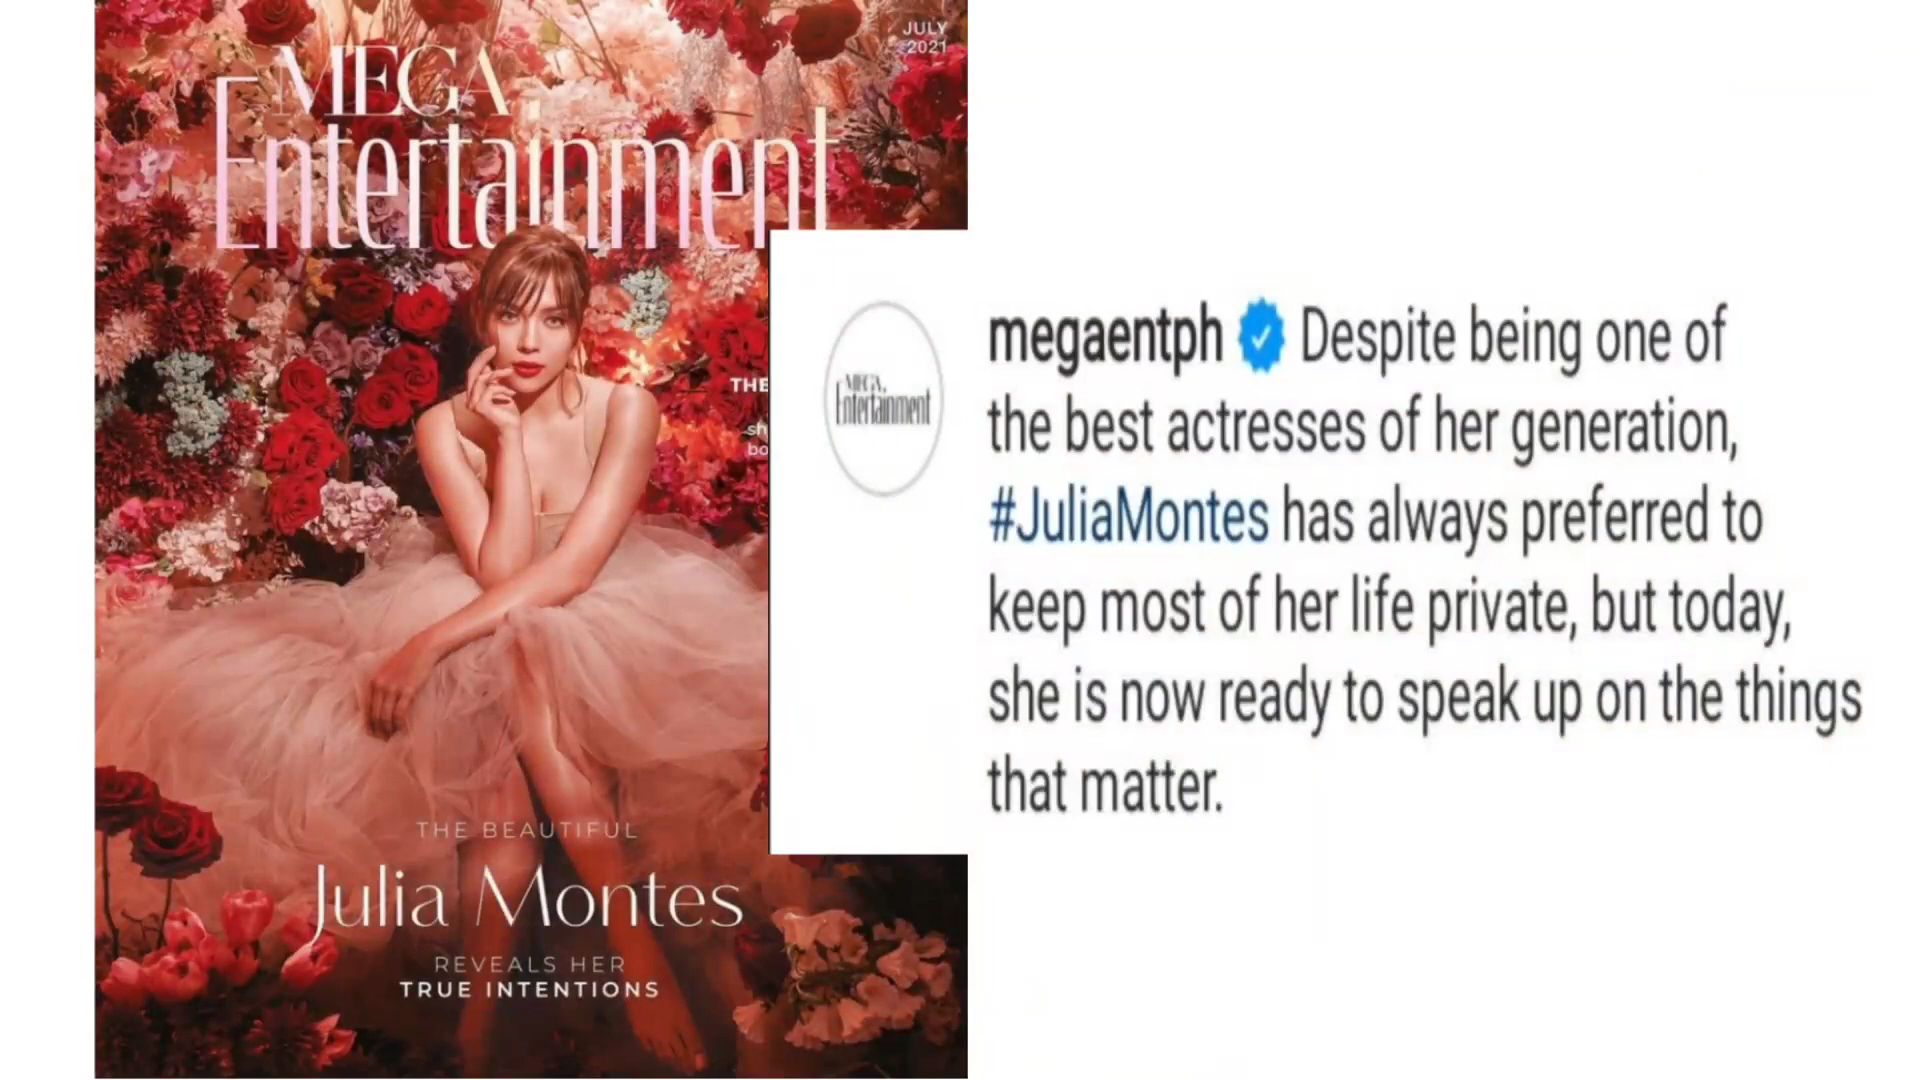 JULY
2021
MEGA
Entertainment
THE
sh
bo
THE BEAUTIFUL
Julia Montes
REVEALS HER
TRUE INTENTIONS
MEGA
Entertainment
megaentph Despite being one of
the best actresses of her generation,
#JuliaMontes has always preferred to
keep most of her life private, but today,
she is now ready to speak up on the things
that matter.